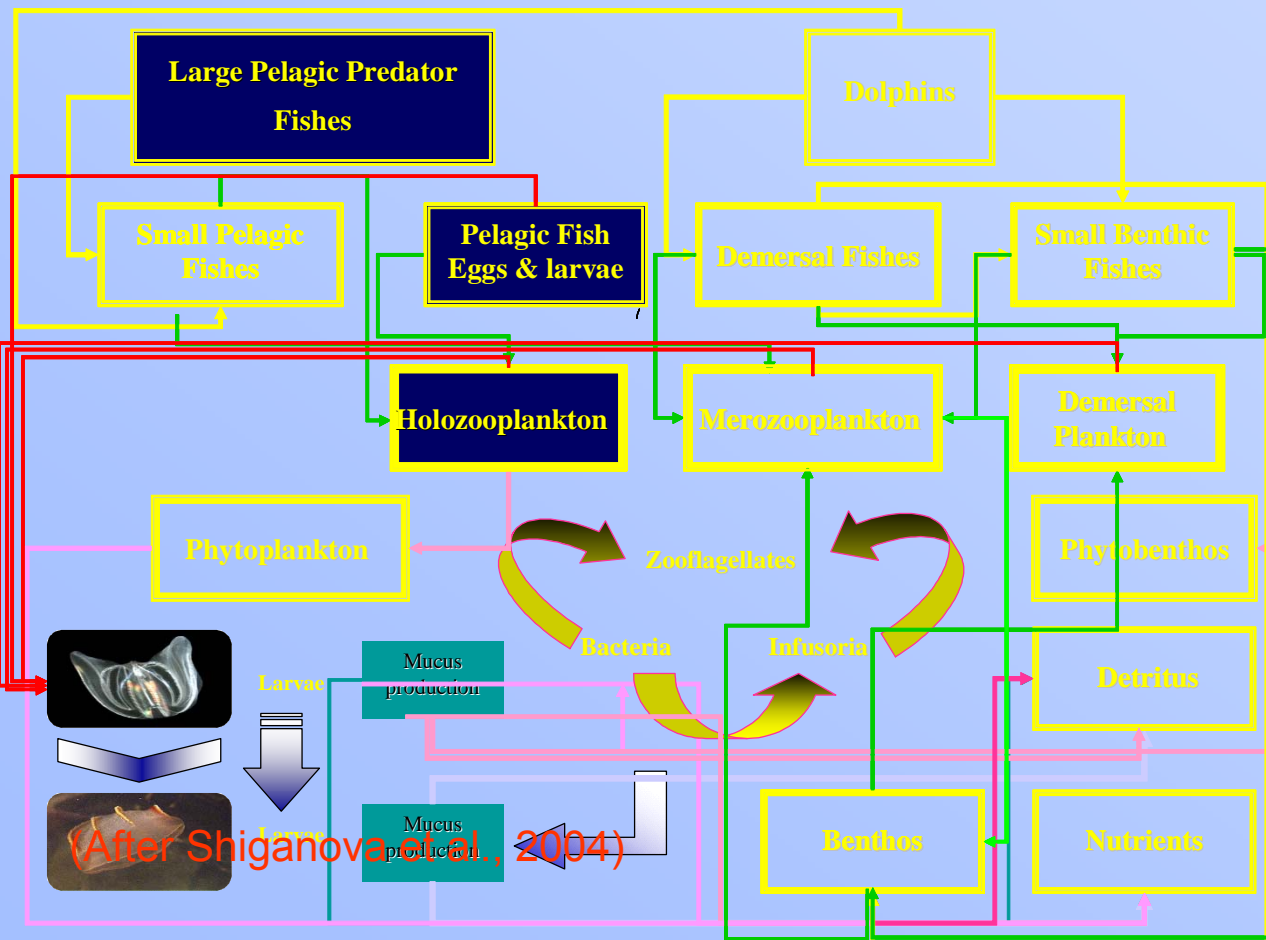 Large Pelagic Predator
Fishes
Dolphins
Small Pelagic
Fishes
Pelagic Fish
Eggs & larvae
Demersal Fishes
Small Benthic
Fishes
Holozooplankton
Merozooplankton
Demersal
Plankton
Phytoplankton
Zooflagellates
Phytobenthos
Bacteria
Infusoria
Larvae
Mucus
production
Detritus
Larvae
Mucus
production
(After Shiganova et al., 2004)
Benthos
Nutrients